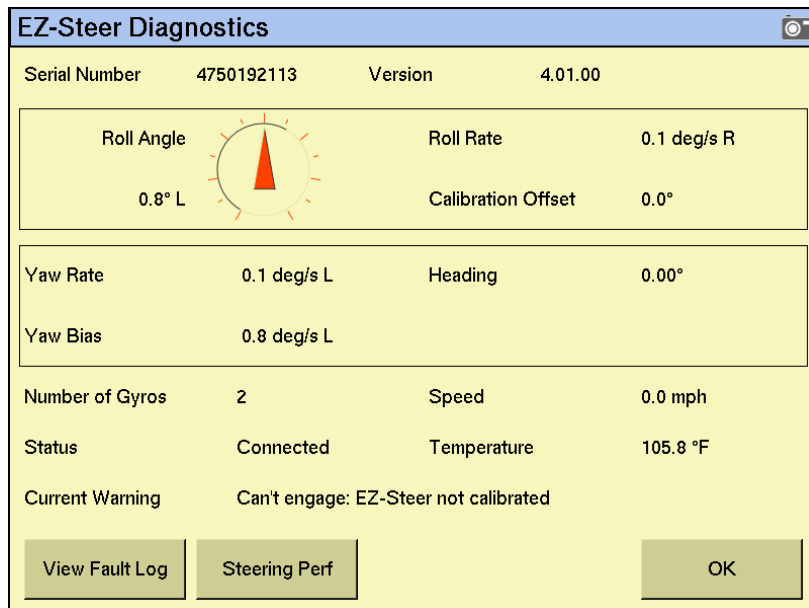 EZ-Steer Diagnostics
Serial Number 4750192113 Version 4.01.00
Roll Angle Roll Rate 0.1 deg/s R
0.8° L Calibration Offset 0.0°
Yaw Rate 0.1 deg/s L Heading 0.00°
Yaw Bias 0.8 deg/s L
Number of Gyros 2 Speed 0.0 mph
Status Connected Temperature 105.8 °F
Current Warning Can't engage: EZ-Steer not calibrated
View Fault Log Steering Perf OK